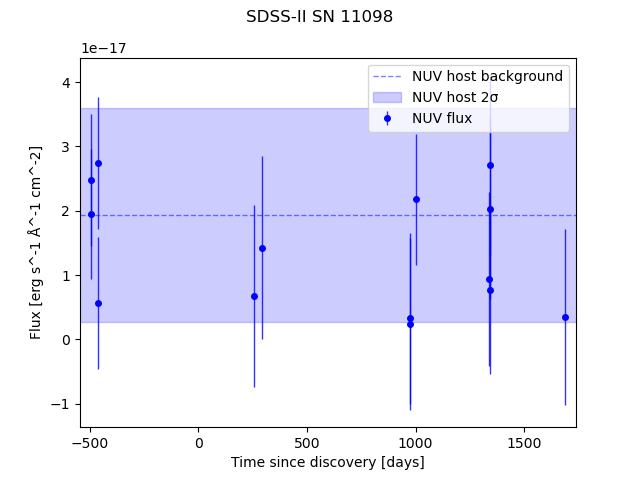 SDSS-II SN 11098
1e−17
NUV host background
NUV host 2σ
NUV flux
4
3
2
1
0
−1
Flux [erg s^-1 Å^-1 cm^-2]
−500
0
500
1000
1500
Time since discovery [days]